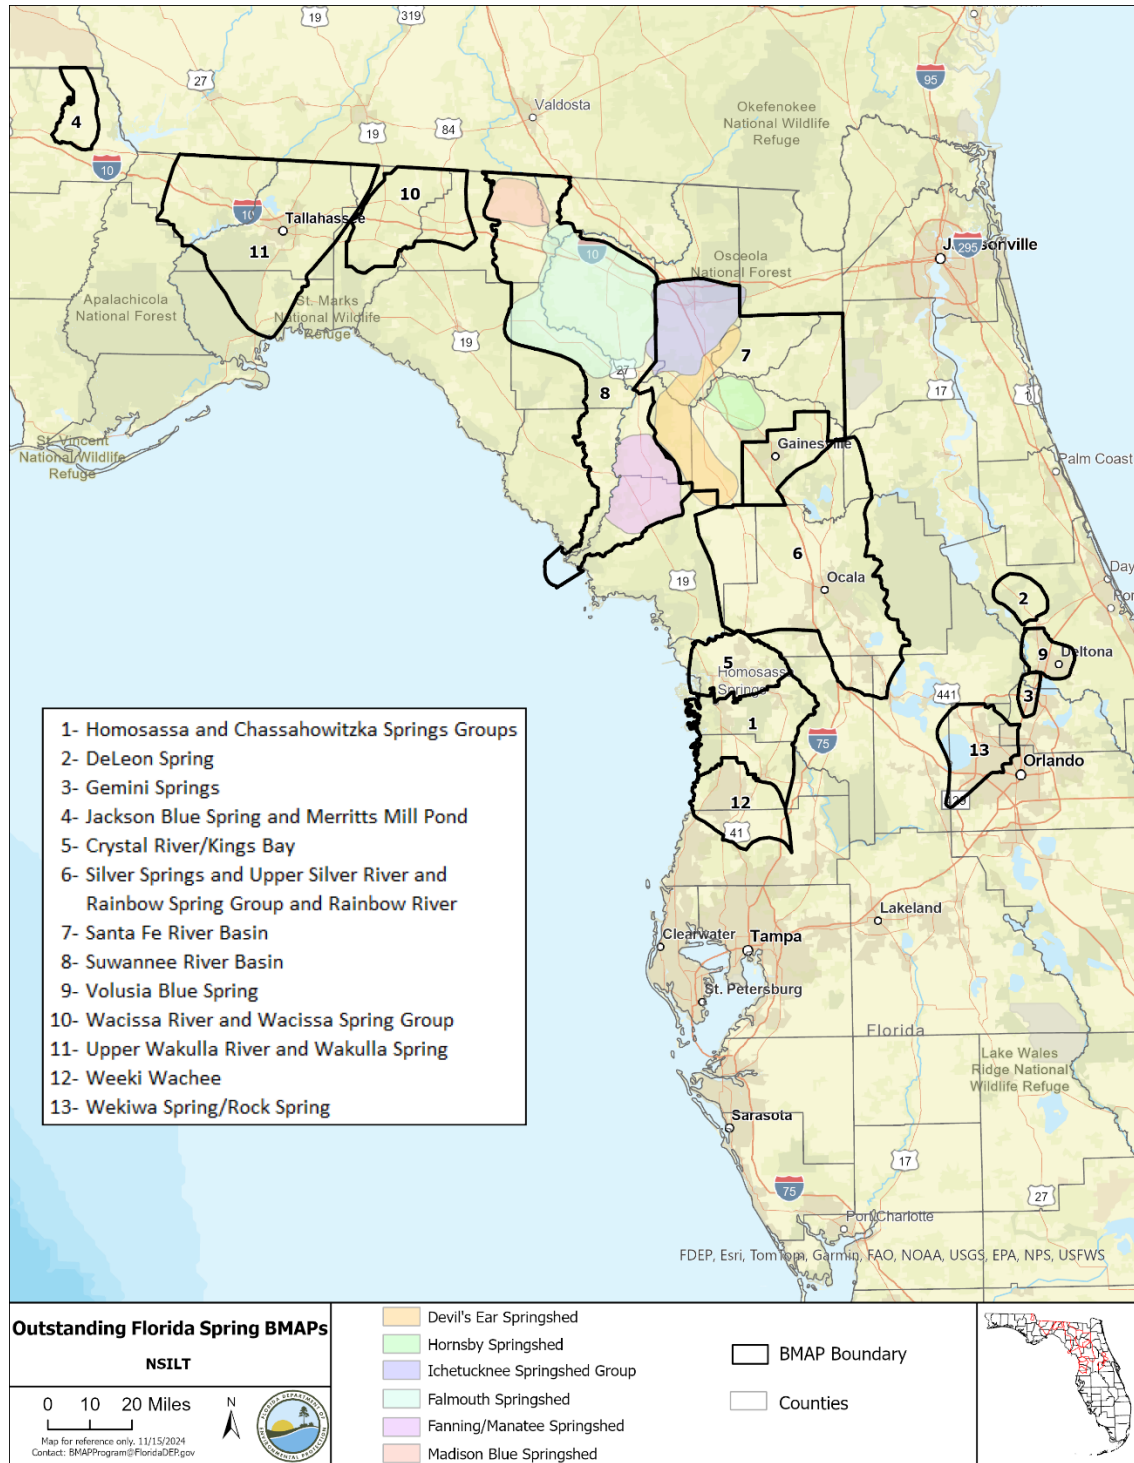 19
319
27
Valdosta
Okefenokee
National Wildlife
Refuge
95
4
84
19
10
10
10
Tallahassee
11
10
Osceola
National Forest
295
Jacksonville
Apalachicola
National Forest
St. Marks
National Wildlife
Refuge
19
7
27
8
17
1
St. Vincent
National Wildlife
Refuge
Gainesville
Palm Coast
6
19
Ocala
2
Day
9
Deltona
5
Homosassa
Springs
441
3
1
75
13
Orlando
12
41
1- Homosassa and Chassahowitzka Springs Groups
2- DeLeon Spring
3- Gemini Springs
4- Jackson Blue Spring and Merritts Mill Pond
5- Crystal River/Kings Bay
6- Silver Springs and Upper Silver River and
Rainbow Spring Group and Rainbow River
7- Santa Fe River Basin
8- Suwannee River Basin
9- Volusia Blue Spring
10- Wacissa River and Wacissa Spring Group
11- Upper Wakulla River and Wakulla Spring
12- Weeki Wachee
13- Wekiwa Spring/Rock Spring
Lakeland
Clearwater
Tampa
St. Petersburg
Florida
Lake Wales
Ridge National
Wildlife Refuge
Sarasota
17
75
27
Port Charlotte
FDEP, Esri, TomTom, Garmin, FAO, NOAA, USGS, EPA, NPS, USFWS
Outstanding Florida Spring BMAPs
NSILT
0 10 20 Miles
N
Map for reference only. 11/15/2024
Contact: BMAPProgram@FloridaDEP.gov
FLORIDA DEPARTMENT OF
ENVIRONMENTAL PROTECTION
Devil's Ear Springshed
Hornsby Springshed
Ichetucknee Springshed Group
Falmouth Springshed
Fanning/Manatee Springshed
Madison Blue Springshed
BMAP Boundary
Counties